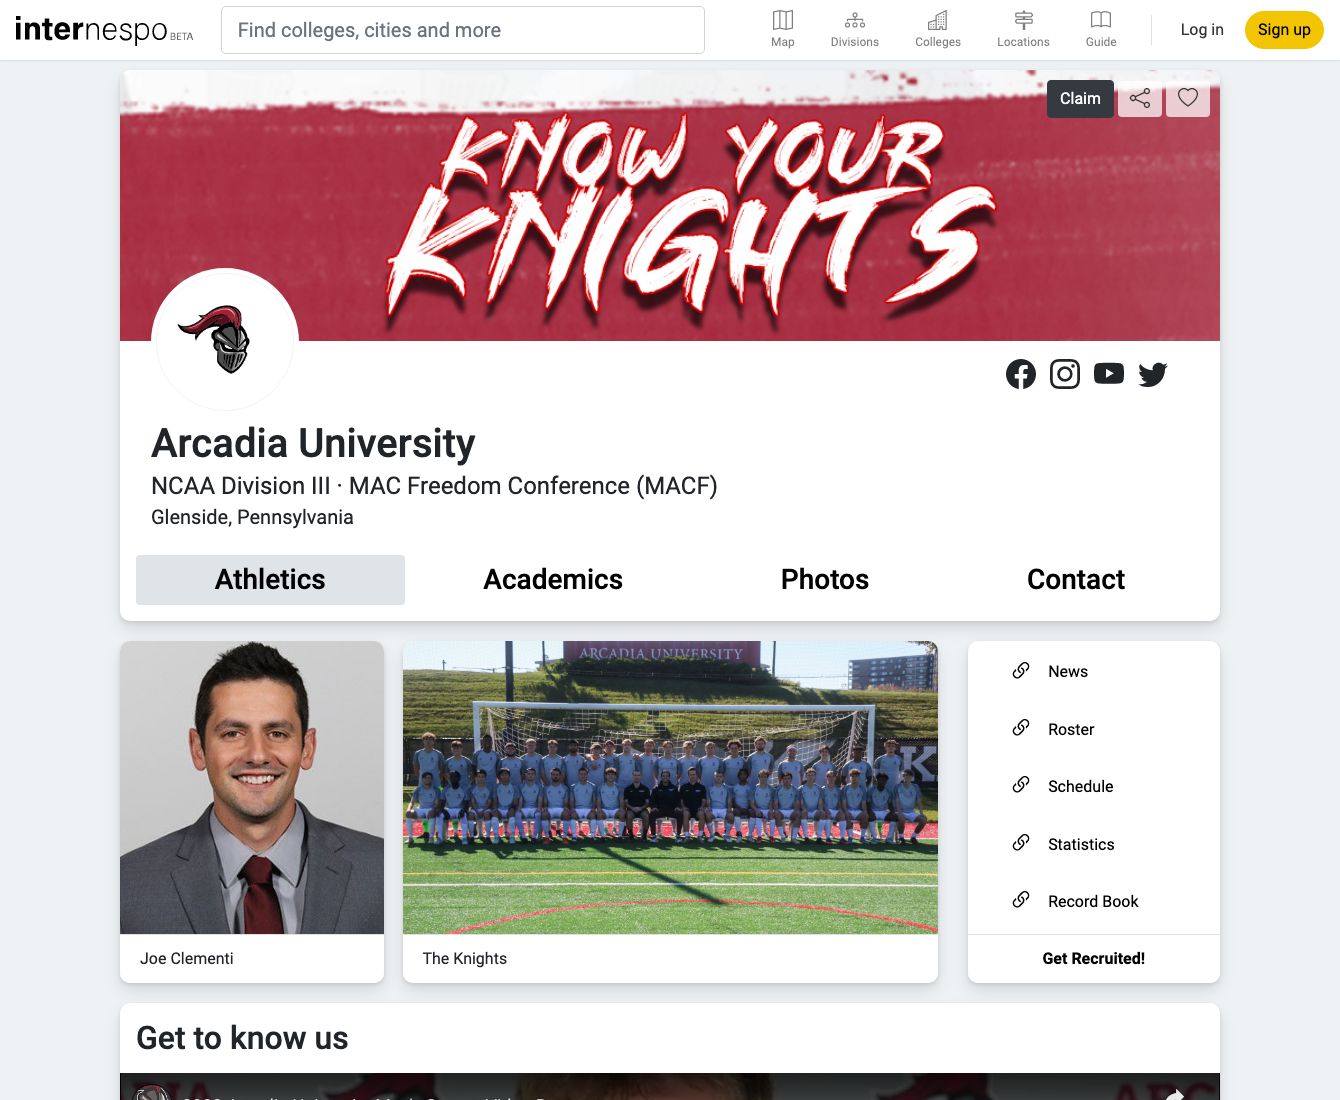 internespo BETA
Find colleges, cities and more
Map
Divisions
Colleges
Locations
Guide
Log in
Sign up
Claim
KNOW YOUR
KNIGHTS
Arcadia University
NCAA Division III · MAC Freedom Conference (MACF)
Glenside, Pennsylvania
Athletics
Academics
Photos
Contact
ARCADIA UNIVERSITY
K
News
Roster
Schedule
Statistics
Record Book
Joe Clementi
The Knights
Get Recruited!
Get to know us